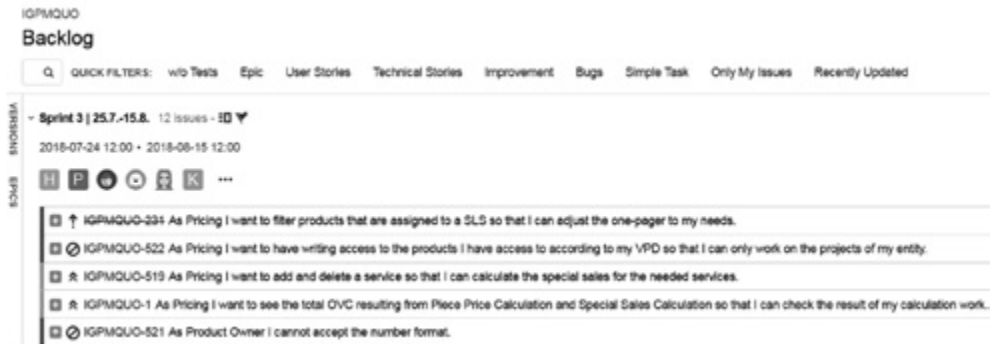 IGPMQUO
Backlog
QUICK FILTERS: w/o Tests Epic User Stories Technical Stories Improvement Bugs Simple Task Only My Issues Recently Updated
VERSIONS
EPICS
Sprint 3 | 25.7.-15.8. 12 issues -
2018-07-24 12:00 • 2018-08-15 12:00
H P K ...
IGPMQUO-231 As Pricing I want to filter products that are assigned to a SLS so that I can adjust the one-pager to my needs.
IGPMQUO-522 As Pricing I want to have writing access to the products I have access to according to my VPD so that I can only work on the projects of my entity.
IGPMQUO-519 As Pricing I want to add and delete a service so that I can calculate the special sales for the needed services.
IGPMQUO-1 As Pricing I want to see the total OVC resulting from Piece Price Calculation and Special Sales Calculation so that I can check the result of my calculation work.
IGPMQUO-521 As Product Owner I cannot accept the number format.